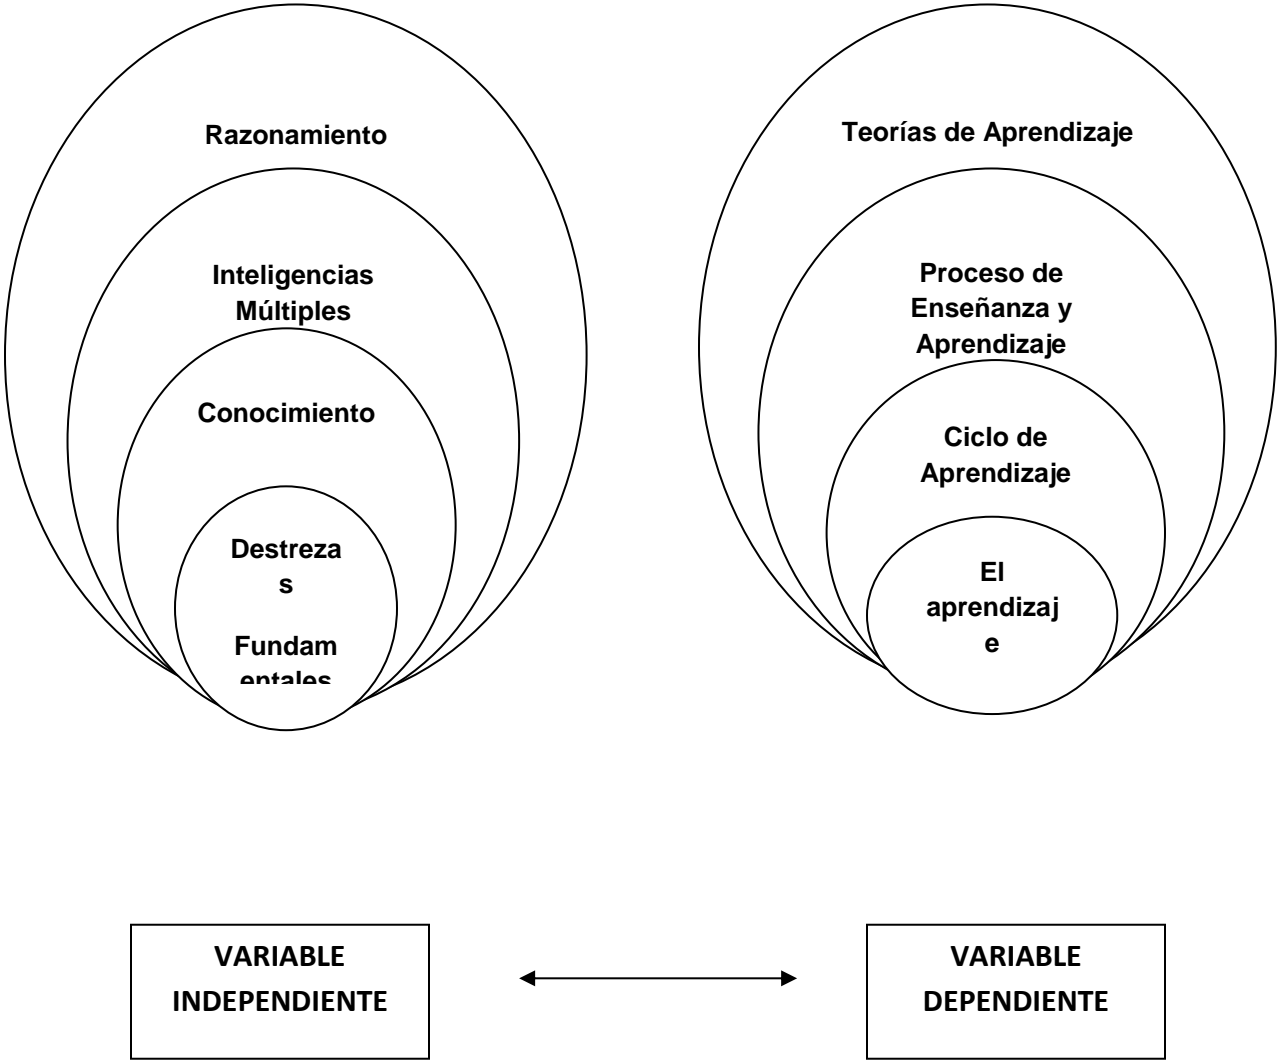 Razonamiento
Inteligencias
Múltiples
Conocimiento
Destreza
s
Fundam
entales
Teorías de Aprendizaje
Proceso de
Enseñanza y
Aprendizaje
Ciclo de
Aprendizaje
El
aprendizaj
e
VARIABLE
INDEPENDIENTE
VARIABLE
DEPENDIENTE